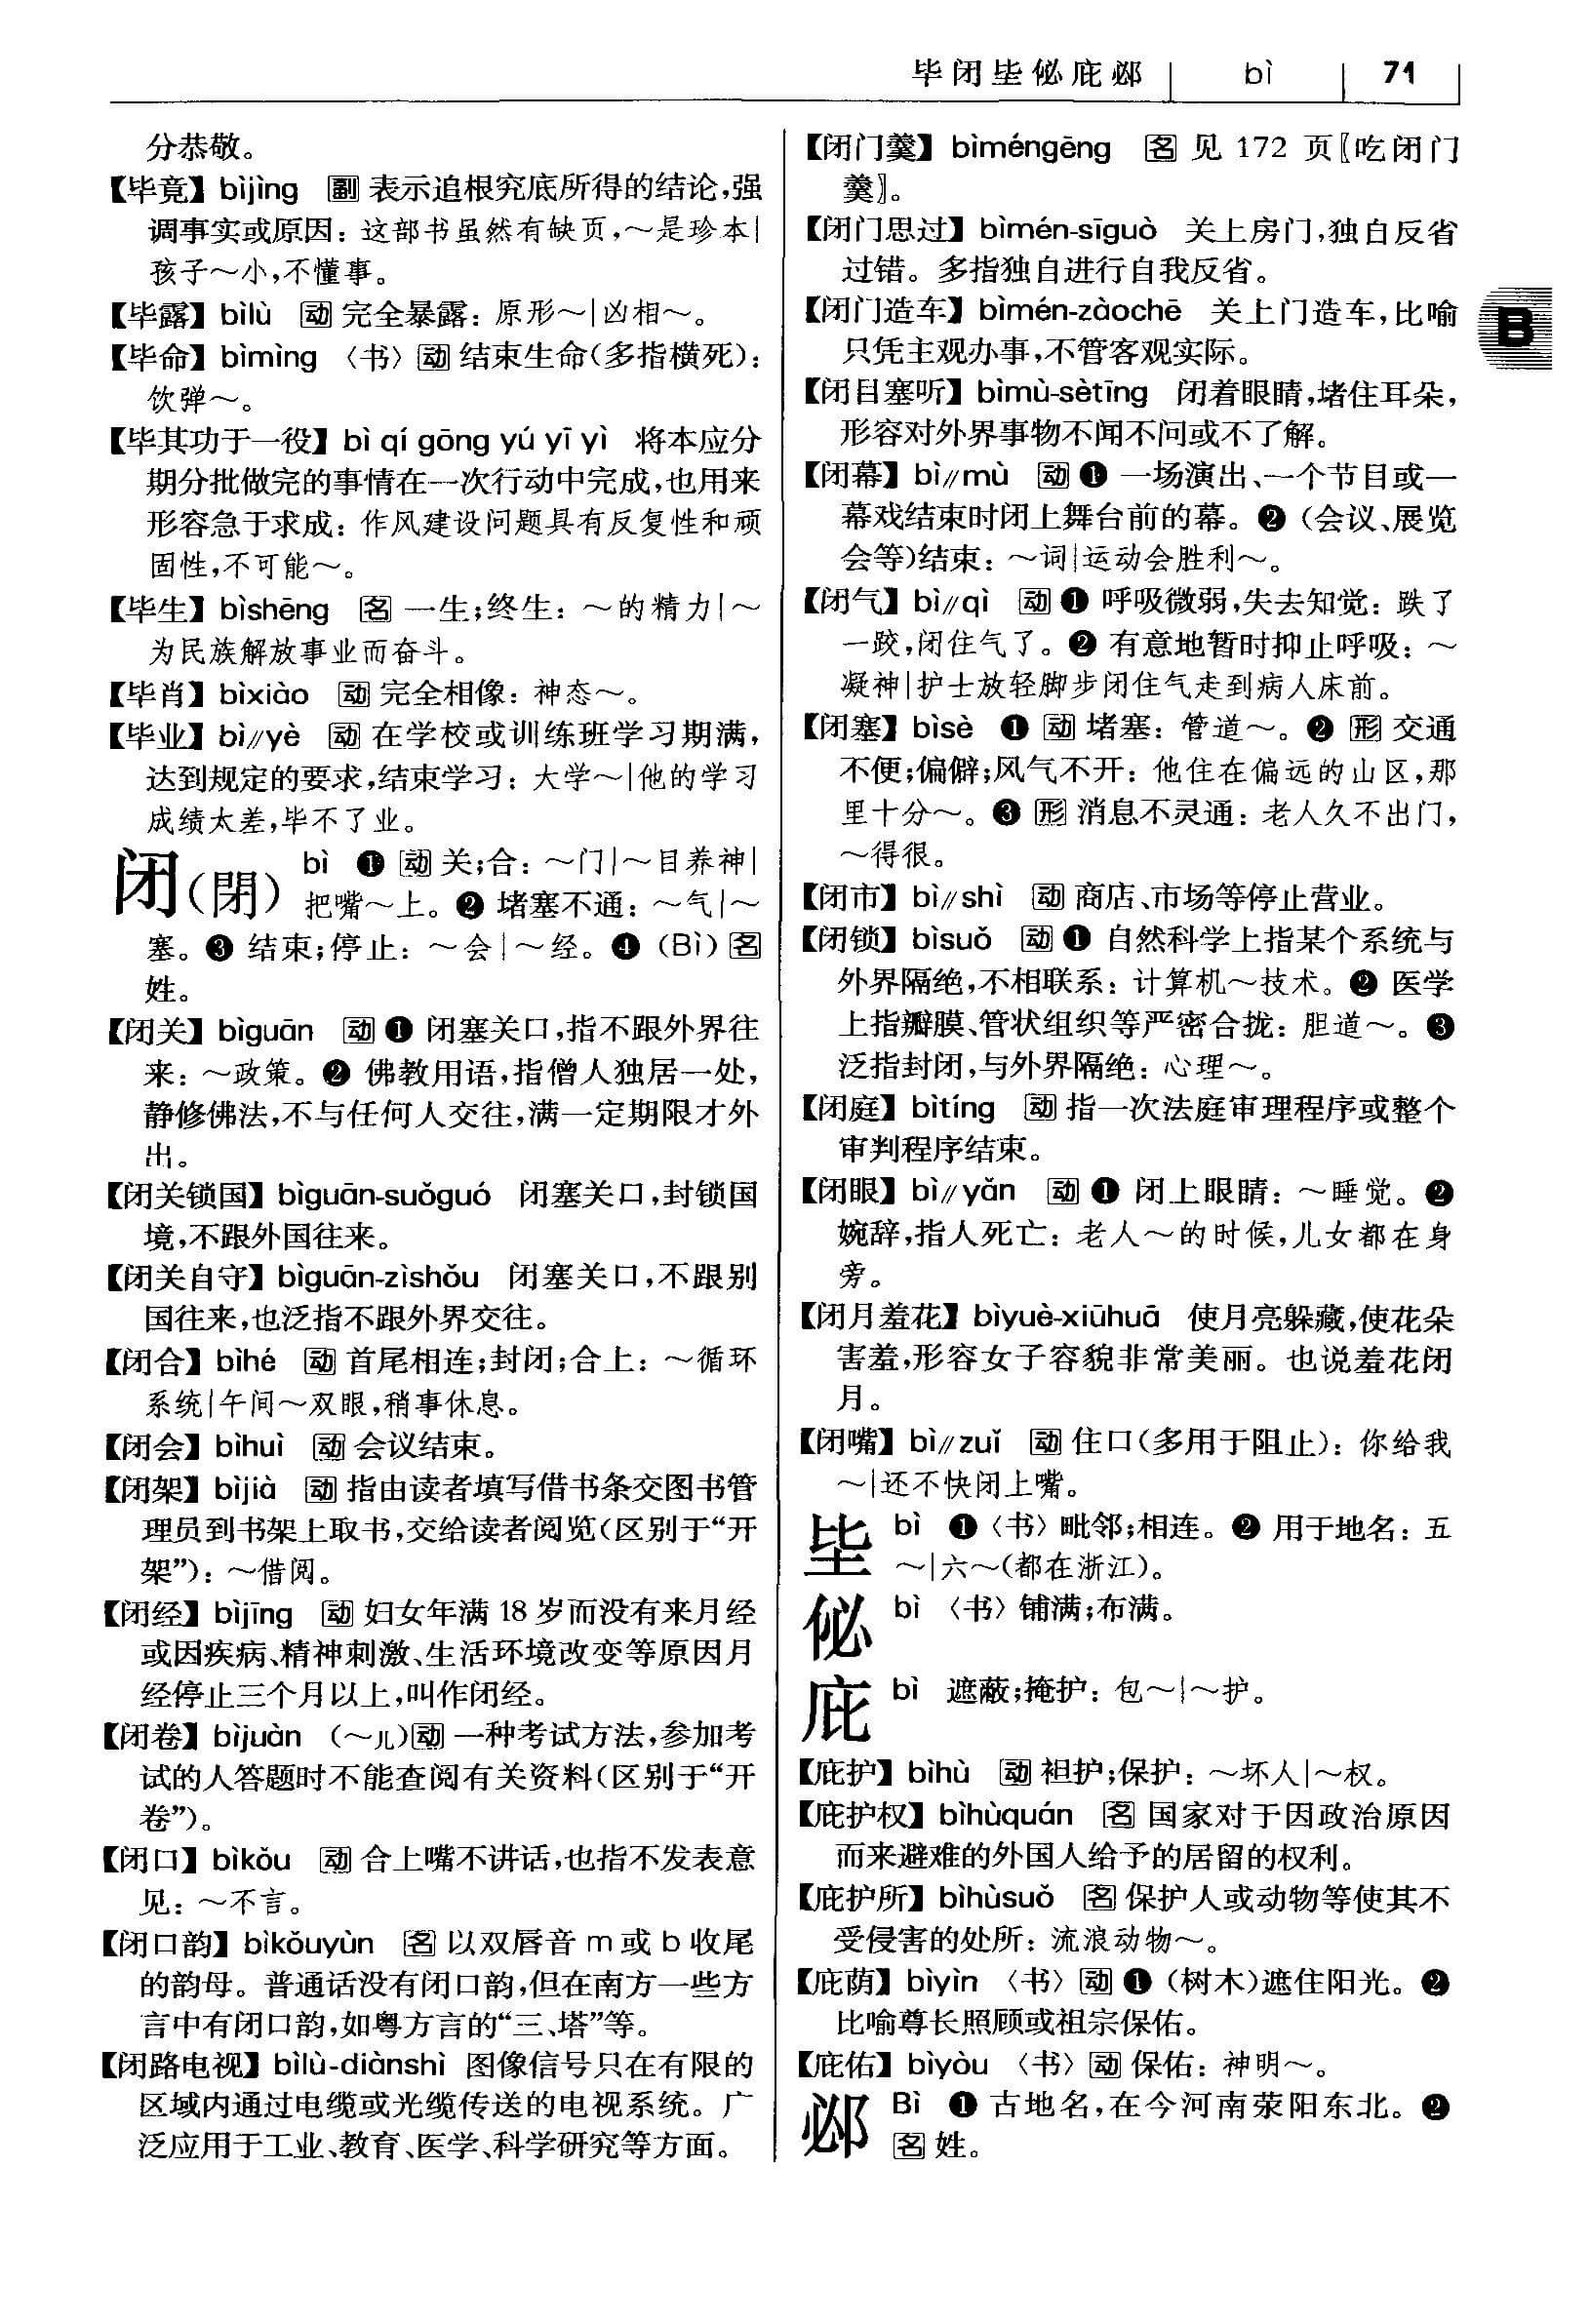 毕闭坒佖庇邲 bì 71
分恭敬。
【毕竟】bìjìng 副 表示追根究底所得的结论，强
调事实或原因：这部书虽然有缺页，～是珍本|
孩子～小，不懂事。
【毕露】bìlù 动 完全暴露：原形～|凶相～。
【毕命】bìmìng 〈书〉动 结束生命（多指横死）：
饮弹～。
【毕其功于一役】bì qí gōng yú yī yì 将本应分
期分批做完的事情在一次行动中完成，也用来
形容急于求成：作风建设问题具有反复性和顽
固性，不可能～。
【毕生】bìshēng 名 一生；终生：～的精力|～
为民族解放事业而奋斗。
【毕肖】bìxiào 动 完全相像：神态～。
【毕业】bì//yè 动 在学校或训练班学习期满，
达到规定的要求，结束学习：大学～|他的学习
成绩太差，毕不了业。
闭（閉） bì ❶ 动 关；合：～门|～目养神|
把嘴～上。❷ 堵塞不通：～气|～
塞。❸ 结束；停止：～会|～经。❹（Bì）名
姓。
【闭关】bìguān 动 ❶ 闭塞关口，指不跟外界往
来：～政策。❷ 佛教用语，指僧人独居一处，
静修佛法，不与任何人交往，满一定期限才外
出。
【闭关锁国】bìguān-suǒguó 闭塞关口，封锁国
境，不跟外国往来。
【闭关自守】bìguān-zìshǒu 闭塞关口，不跟别
国往来，也泛指不跟外界交往。
【闭合】bìhé 动 首尾相连；封闭；合上：～循环
系统|午间～双眼，稍事休息。
【闭会】bìhuì 动 会议结束。
【闭架】bìjià 动 指由读者填写借书条交图书管
理员到书架上取书，交给读者阅览（区别于“开
架”）：～借阅。
【闭经】bìjīng 动 妇女年满 18 岁而没有来月经
或因疾病、精神刺激、生活环境改变等原因月
经停止三个月以上，叫作闭经。
【闭卷】bìjuàn （～儿）动 一种考试方法，参加考
试的人答题时不能查阅有关资料（区别于“开
卷”）。
【闭口】bìkǒu 动 合上嘴不讲话，也指不发表意
见：～不言。
【闭口韵】bìkǒuyùn 名 以双唇音 m 或 b 收尾
的韵母。普通话没有闭口韵，但在南方一些方
言中有闭口韵，如粤方言的“三、塔”等。
【闭路电视】bìlù-diànshì 图像信号只在有限的
区域内通过电缆或光缆传送的电视系统。广
泛应用于工业、教育、医学、科学研究等方面。
【闭门羹】bìméngēng 名 见 172 页〖吃闭门
羹〗。
【闭门思过】bìmén-sīguò 关上房门，独自反省
过错。多指独自进行自我反省。
【闭门造车】bìmén-zàochē 关上门造车，比喻
只凭主观办事，不管客观实际。
【闭目塞听】bìmù-sètīng 闭着眼睛，堵住耳朵，
形容对外界事物不闻不问或不了解。
【闭幕】bì//mù 动 ❶ 一场演出、一个节目或一
幕戏结束时闭上舞台前的幕。❷（会议、展览
会等）结束：～词|运动会胜利～。
【闭气】bì//qì 动 ❶ 呼吸微弱，失去知觉：跌了
一跤，闭住气了。❷ 有意地暂时抑止呼吸：～
凝神|护士放轻脚步闭住气走到病人床前。
【闭塞】bìsè ❶ 动 堵塞：管道～。❷ 形 交通
不便；偏僻；风气不开：他住在偏远的山区，那
里十分～。❸ 形 消息不灵通：老人久不出门，
～得很。
【闭市】bì//shì 动 商店、市场等停止营业。
【闭锁】bìsuǒ 动 ❶ 自然科学上指某个系统与
外界隔绝，不相联系：计算机～技术。❷ 医学
上指瓣膜、管状组织等严密合拢：胆道～。❸
泛指封闭，与外界隔绝：心理～。
【闭庭】bìtíng 动 指一次法庭审理程序或整个
审判程序结束。
【闭眼】bì//yǎn 动 ❶ 闭上眼睛：～睡觉。❷
婉辞，指人死亡：老人～的时候，儿女都在身
旁。
【闭月羞花】bìyuè-xiūhuā 使月亮躲藏，使花朵
害羞，形容女子容貌非常美丽。也说羞花闭
月。
【闭嘴】bì//zuǐ 动 住口（多用于阻止）：你给我
～|还不快闭上嘴。
坒 bì ❶〈书〉毗邻；相连。❷ 用于地名：五
～|六～（都在浙江）。
佖 bì 〈书〉铺满；布满。
庇 bì 遮蔽；掩护：包～|～护。
【庇护】bìhù 动 袒护；保护：～坏人|～权。
【庇护权】bìhùquán 名 国家对于因政治原因
而来避难的外国人给予的居留的权利。
【庇护所】bìhùsuǒ 名 保护人或动物等使其不
受侵害的处所：流浪动物～。
【庇荫】bìyìn 〈书〉动 ❶（树木）遮住阳光。❷
比喻尊长照顾或祖宗保佑。
【庇佑】bìyòu 〈书〉动 保佑：神明～。
邲 Bì ❶ 古地名，在今河南荥阳东北。❷
名 姓。
B